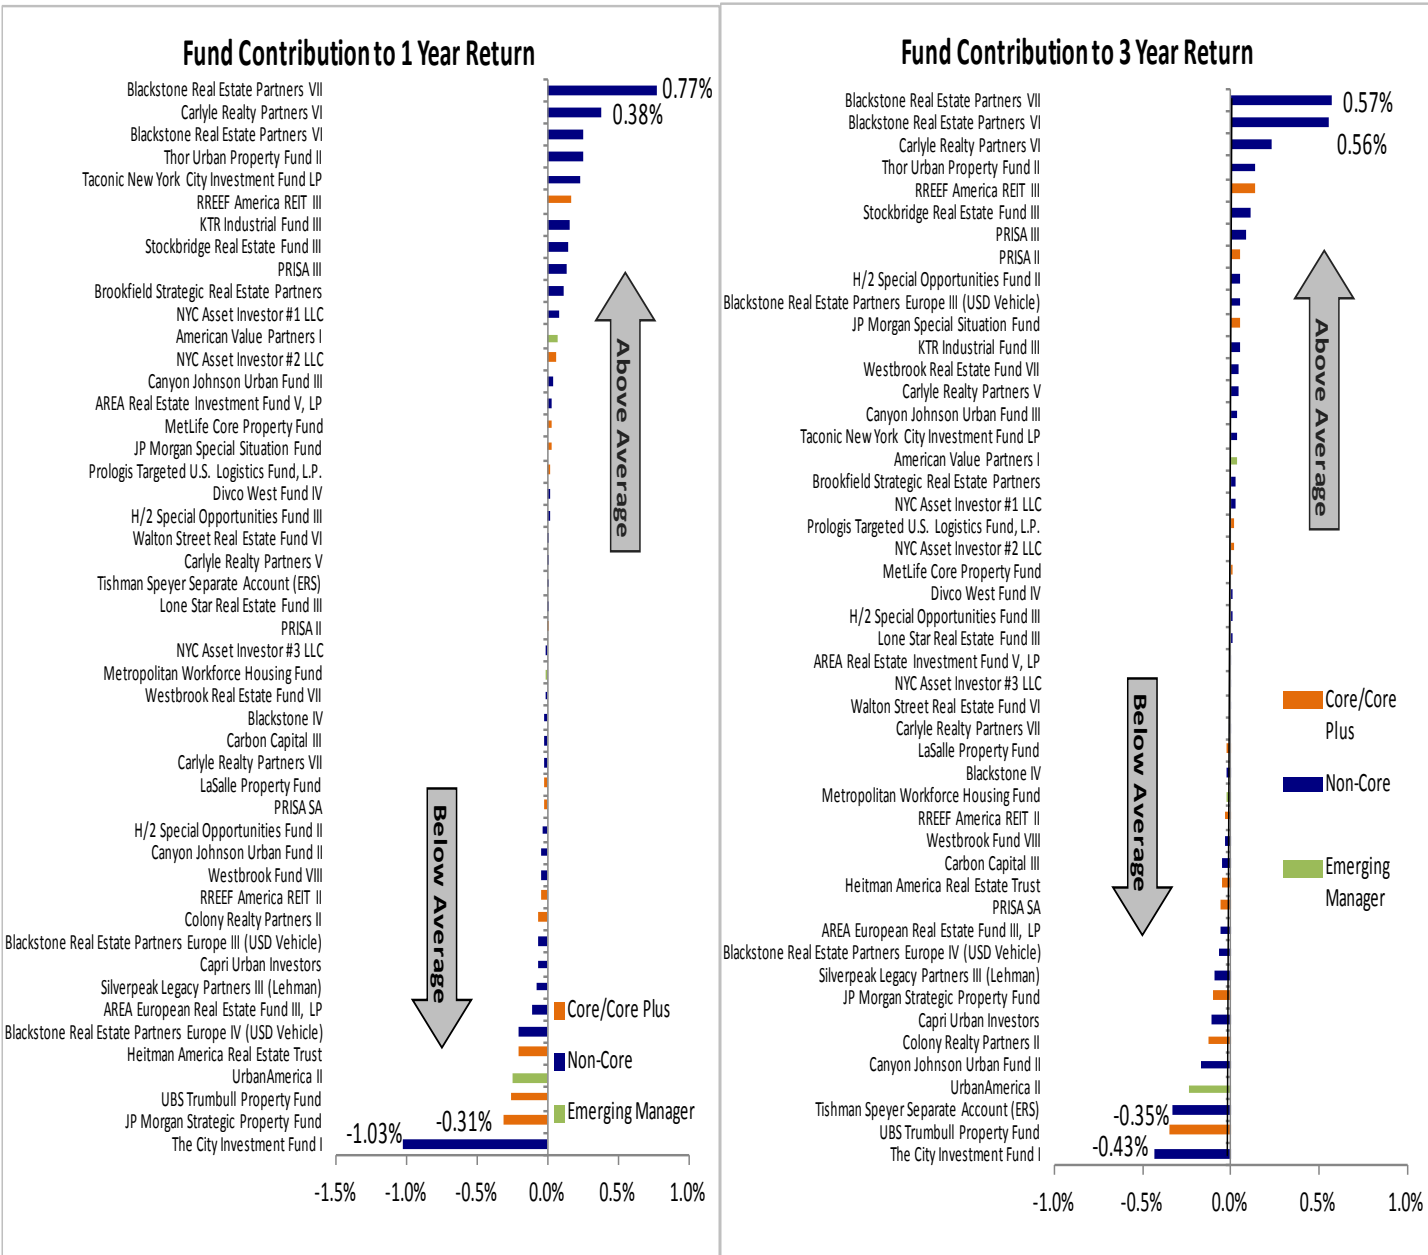 Fund Contribution to 1 Year Return
Blackstone Real Estate Partners VII
0.77%
Carlyle Realty Partners VI
0.38%
Blackstone Real Estate Partners VI
Thor Urban Property Fund II
Taconic New York City Investment Fund LP
RREEF America REIT III
KTR Industrial Fund III
Stockbridge Real Estate Fund III
PRISA III
Brookfield Strategic Real Estate Partners
NYC Asset Investor #1 LLC
American Value Partners I
NYC Asset Investor #2 LLC
Canyon Johnson Urban Fund III
AREA Real Estate Investment Fund V, LP
MetLife Core Property Fund
JP Morgan Special Situation Fund
Prologis Targeted U.S. Logistics Fund, L.P.
Divco West Fund IV
H/2 Special Opportunities Fund III
Walton Street Real Estate Fund VI
Carlyle Realty Partners V
Tishman Speyer Separate Account (ERS)
Lone Star Real Estate Fund III
PRISA II
NYC Asset Investor #3 LLC
Metropolitan Workforce Housing Fund
Westbrook Real Estate Fund VII
Blackstone IV
Carbon Capital III
Carlyle Realty Partners VII
LaSalle Property Fund
PRISA SA
H/2 Special Opportunities Fund II
Canyon Johnson Urban Fund II
Westbrook Fund VIII
RREEF America REIT II
Colony Realty Partners II
Blackstone Real Estate Partners Europe III (USD Vehicle)
Capri Urban Investors
Silverpeak Legacy Partners III (Lehman)
AREA European Real Estate Fund III, LP
Blackstone Real Estate Partners Europe IV (USD Vehicle)
Heitman America Real Estate Trust
UrbanAmerica II
UBS Trumbull Property Fund
JP Morgan Strategic Property Fund
-0.31%
The City Investment Fund I
-1.03%
Above Average
Below Average
Core/Core Plus
Non-Core
Emerging Manager
-1.5%
-1.0%
-0.5%
0.0%
0.5%
1.0%
Fund Contribution to 3 Year Return
Blackstone Real Estate Partners VII
0.57%
Blackstone Real Estate Partners VI
0.56%
Carlyle Realty Partners VI
Thor Urban Property Fund II
RREEF America REIT III
Stockbridge Real Estate Fund III
PRISA III
PRISA II
H/2 Special Opportunities Fund II
Blackstone Real Estate Partners Europe III (USD Vehicle)
JP Morgan Special Situation Fund
KTR Industrial Fund III
Westbrook Real Estate Fund VII
Carlyle Realty Partners V
Canyon Johnson Urban Fund III
Taconic New York City Investment Fund LP
American Value Partners I
Brookfield Strategic Real Estate Partners
NYC Asset Investor #1 LLC
Prologis Targeted U.S. Logistics Fund, L.P.
NYC Asset Investor #2 LLC
MetLife Core Property Fund
Divco West Fund IV
H/2 Special Opportunities Fund III
Lone Star Real Estate Fund III
AREA Real Estate Investment Fund V, LP
NYC Asset Investor #3 LLC
Walton Street Real Estate Fund VI
Carlyle Realty Partners VII
LaSalle Property Fund
Blackstone IV
Metropolitan Workforce Housing Fund
RREEF America REIT II
Westbrook Fund VIII
Carbon Capital III
Heitman America Real Estate Trust
PRISA SA
AREA European Real Estate Fund III, LP
Blackstone Real Estate Partners Europe IV (USD Vehicle)
Silverpeak Legacy Partners III (Lehman)
JP Morgan Strategic Property Fund
Capri Urban Investors
Colony Realty Partners II
Canyon Johnson Urban Fund II
UrbanAmerica II
Tishman Speyer Separate Account (ERS)
-0.35%
UBS Trumbull Property Fund
-0.43%
The City Investment Fund I
Above Average
Below Average
Core/Core
Plus
Non-Core
Emerging
Manager
-1.0%
-0.5%
0.0%
0.5%
1.0%